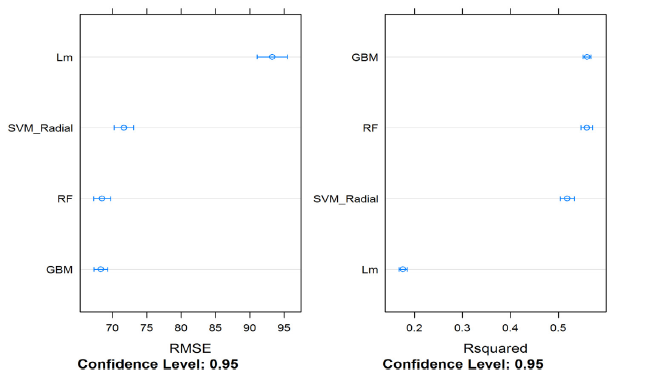 Lm
SVM_Radial
RF
GBM
70 75 80 85 90 95
RMSE
Confidence Level: 0.95
GBM
RF
SVM_Radial
Lm
0.2 0.3 0.4 0.5
Rsquared
Confidence Level: 0.95